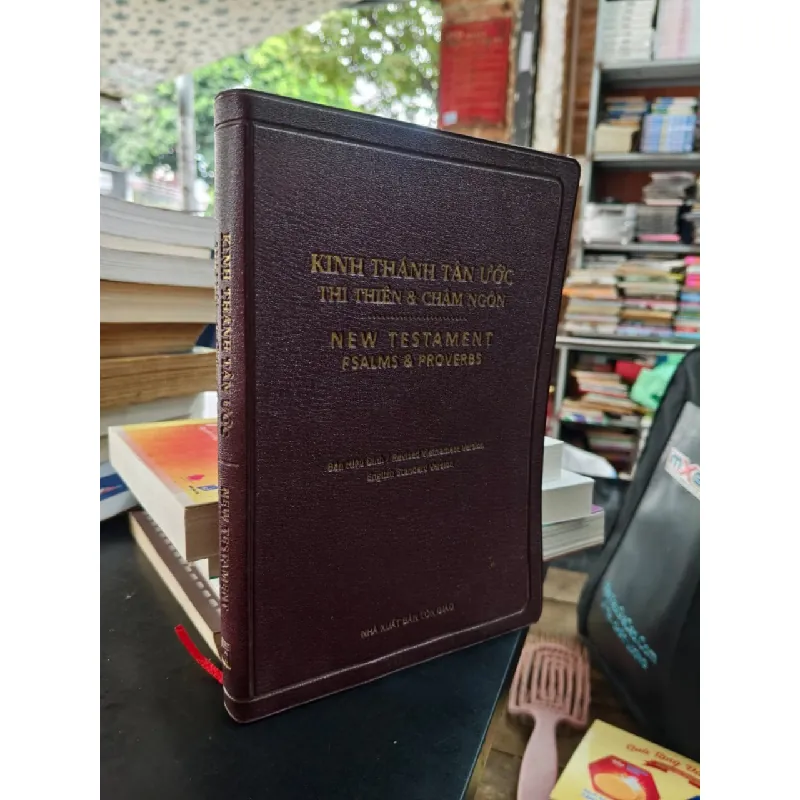 KINH THÁNH TÂN ƯỚC
THI THIÊN & CHÂM NGÔN
NEW TESTAMENT
PSALMS & PROVERBS
Bản Hiệu Đính | Revised Vietnamese Version
English Standard Version
NHÀ XUẤT BẢN TÔN GIÁO
KINH THÁNH TÂN ƯỚC
NEW TESTAMENT